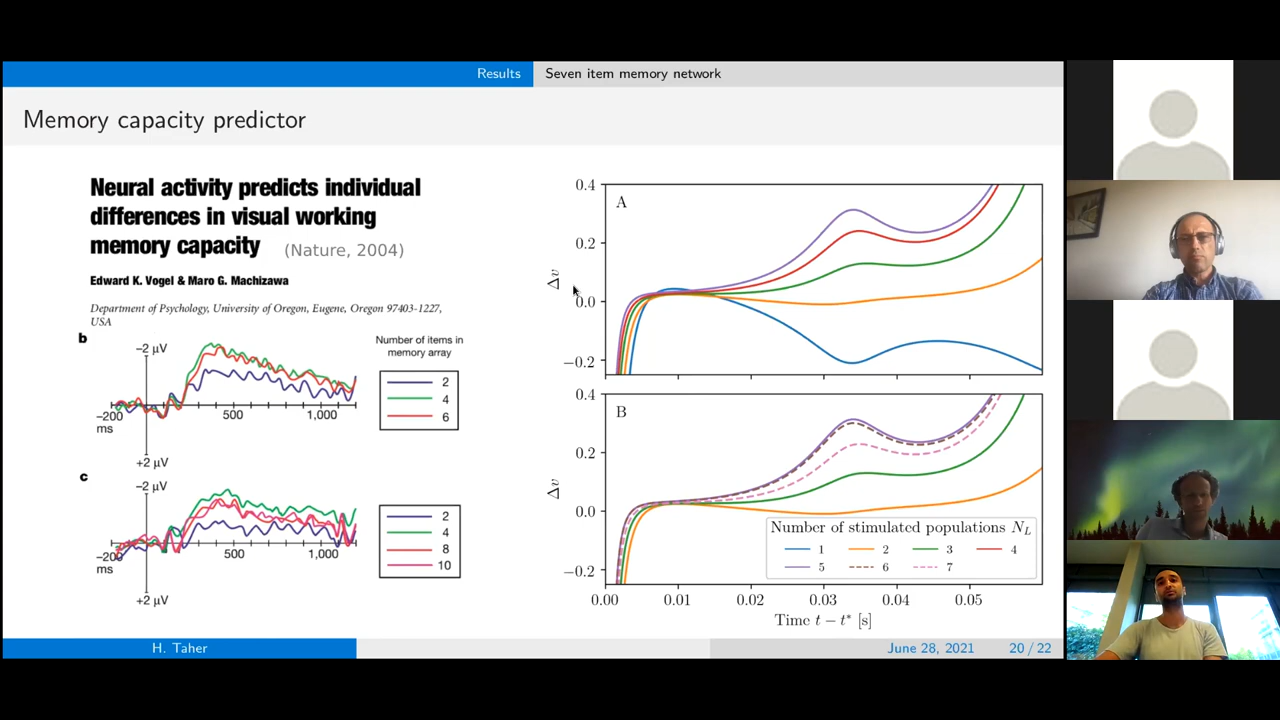 Results
Seven item memory network
Memory capacity predictor
Neural activity predicts individual
differences in visual working
memory capacity (Nature, 2004)
Edward K. Vogel & Maro G. Machizawa
Department of Psychology, University of Oregon, Eugene, Oregon 97403-1227,
USA
b
−2 µV
−200
ms
500
1,000
+2 µV
Number of items in
memory array
2
4
6
c
−2 µV
−200
ms
500
1,000
+2 µV
2
4
8
10
A
Δv
0.4
0.2
0.0
−0.2
B
Δv
0.4
0.2
0.0
−0.2
Number of stimulated populations N_L
1 2 3 4
5 6 7
0.00 0.01 0.02 0.03 0.04 0.05
Time t − t* [s]
H. Taher
June 28, 2021
20 / 22